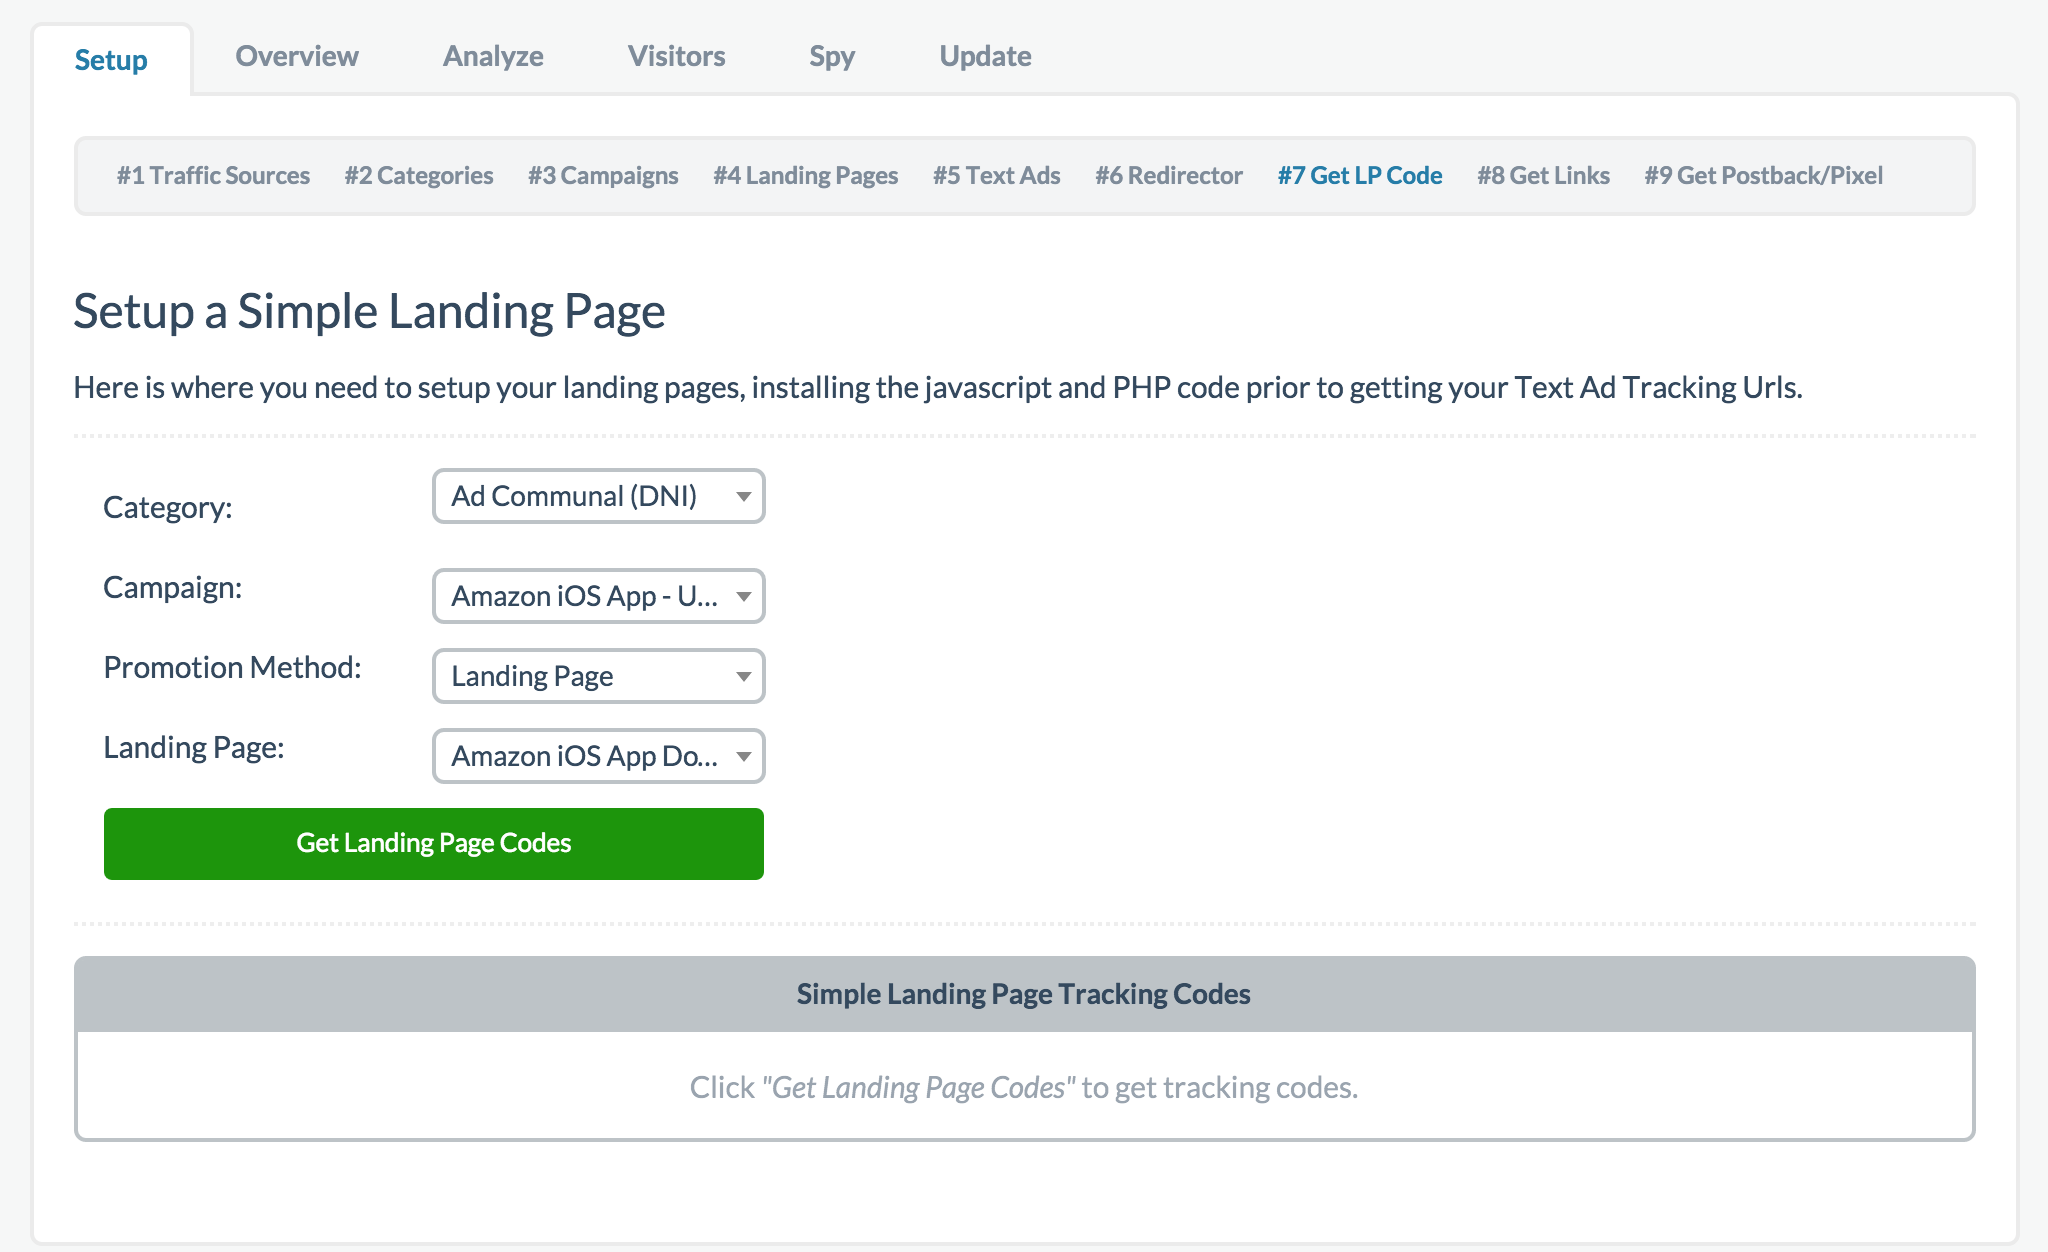 Setup Overview Analyze Visitors Spy Update
#1 Traffic Sources #2 Categories #3 Campaigns #4 Landing Pages #5 Text Ads #6 Redirector #7 Get LP Code #8 Get Links #9 Get Postback/Pixel
Setup a Simple Landing Page
Here is where you need to setup your landing pages, installing the javascript and PHP code prior to getting your Text Ad Tracking Urls.
Category: Ad Communal (DNI)
Campaign: Amazon iOS App - U...
Promotion Method: Landing Page
Landing Page: Amazon iOS App Do...
Get Landing Page Codes
Simple Landing Page Tracking Codes
Click "Get Landing Page Codes" to get tracking codes.